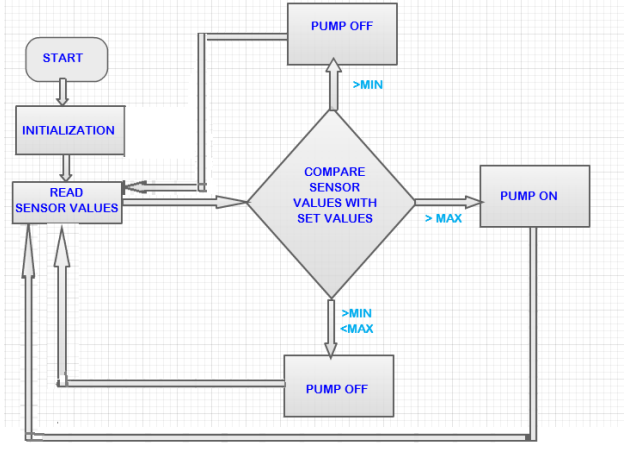 PUMP OFF
START
>MIN
INITIALIZATION
COMPARE
SENSOR
VALUES WITH
SET VALUES
READ
SENSOR VALUES
PUMP ON
> MAX
>MIN
<MAX
PUMP OFF